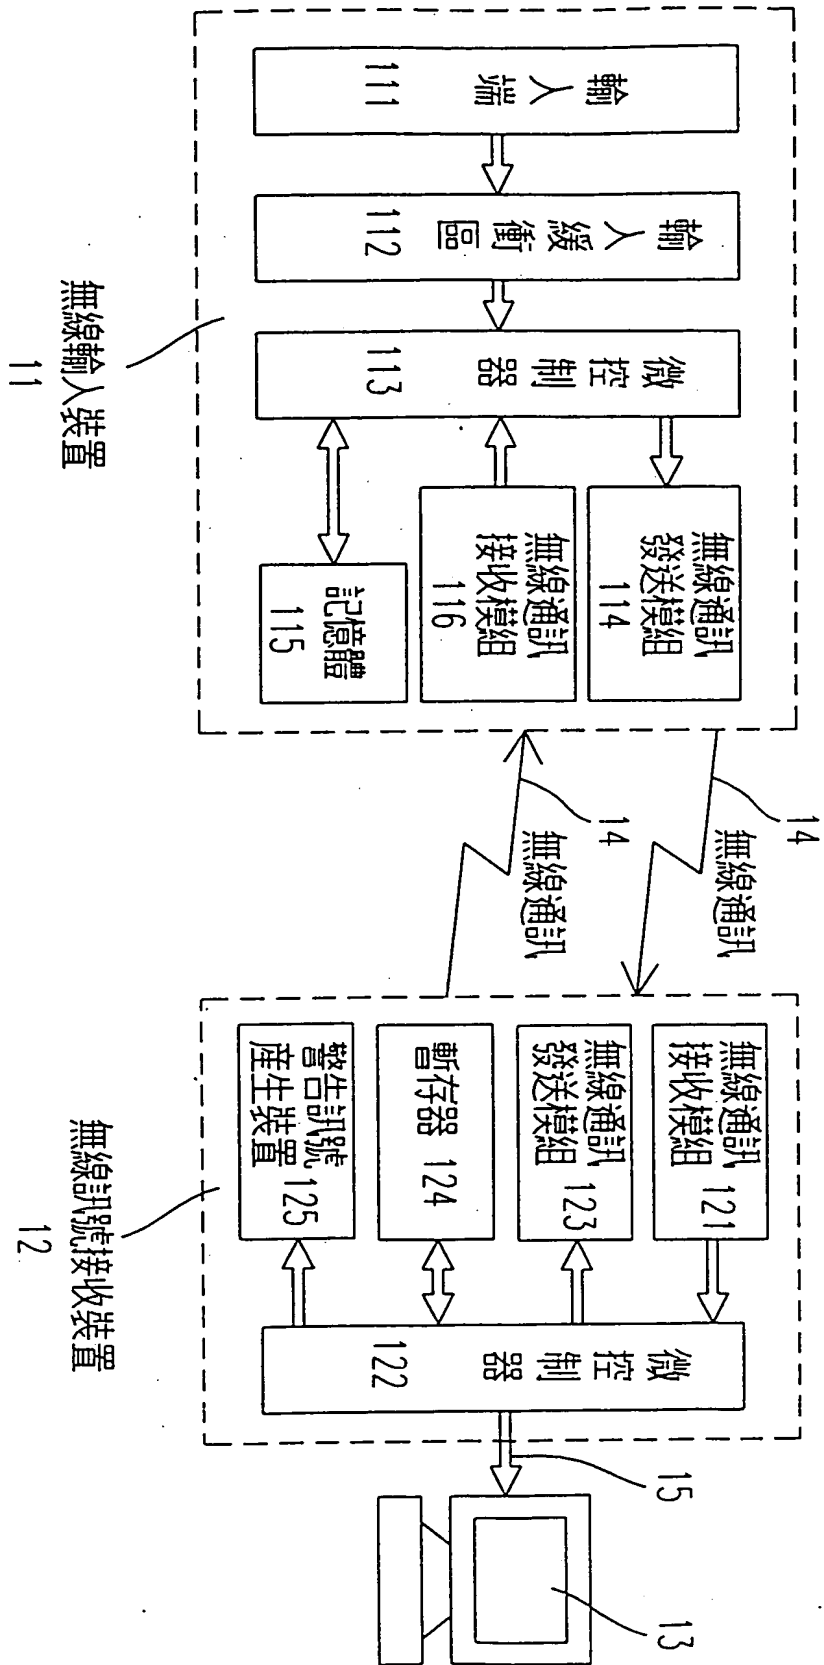 輸入端
111
輸入緩衝區
112
微控制器
113
無線通訊
發送模組
114
無線通訊
接收模組
116
記憶體
115
無線輸入裝置
11
14
無線通訊
14
無線通訊
無線通訊
接收模組 121
無線通訊
發送模組 123
暫存器 124
警告訊號
產生裝置 125
微控制器
122
無線訊號接收裝置
12
15
13